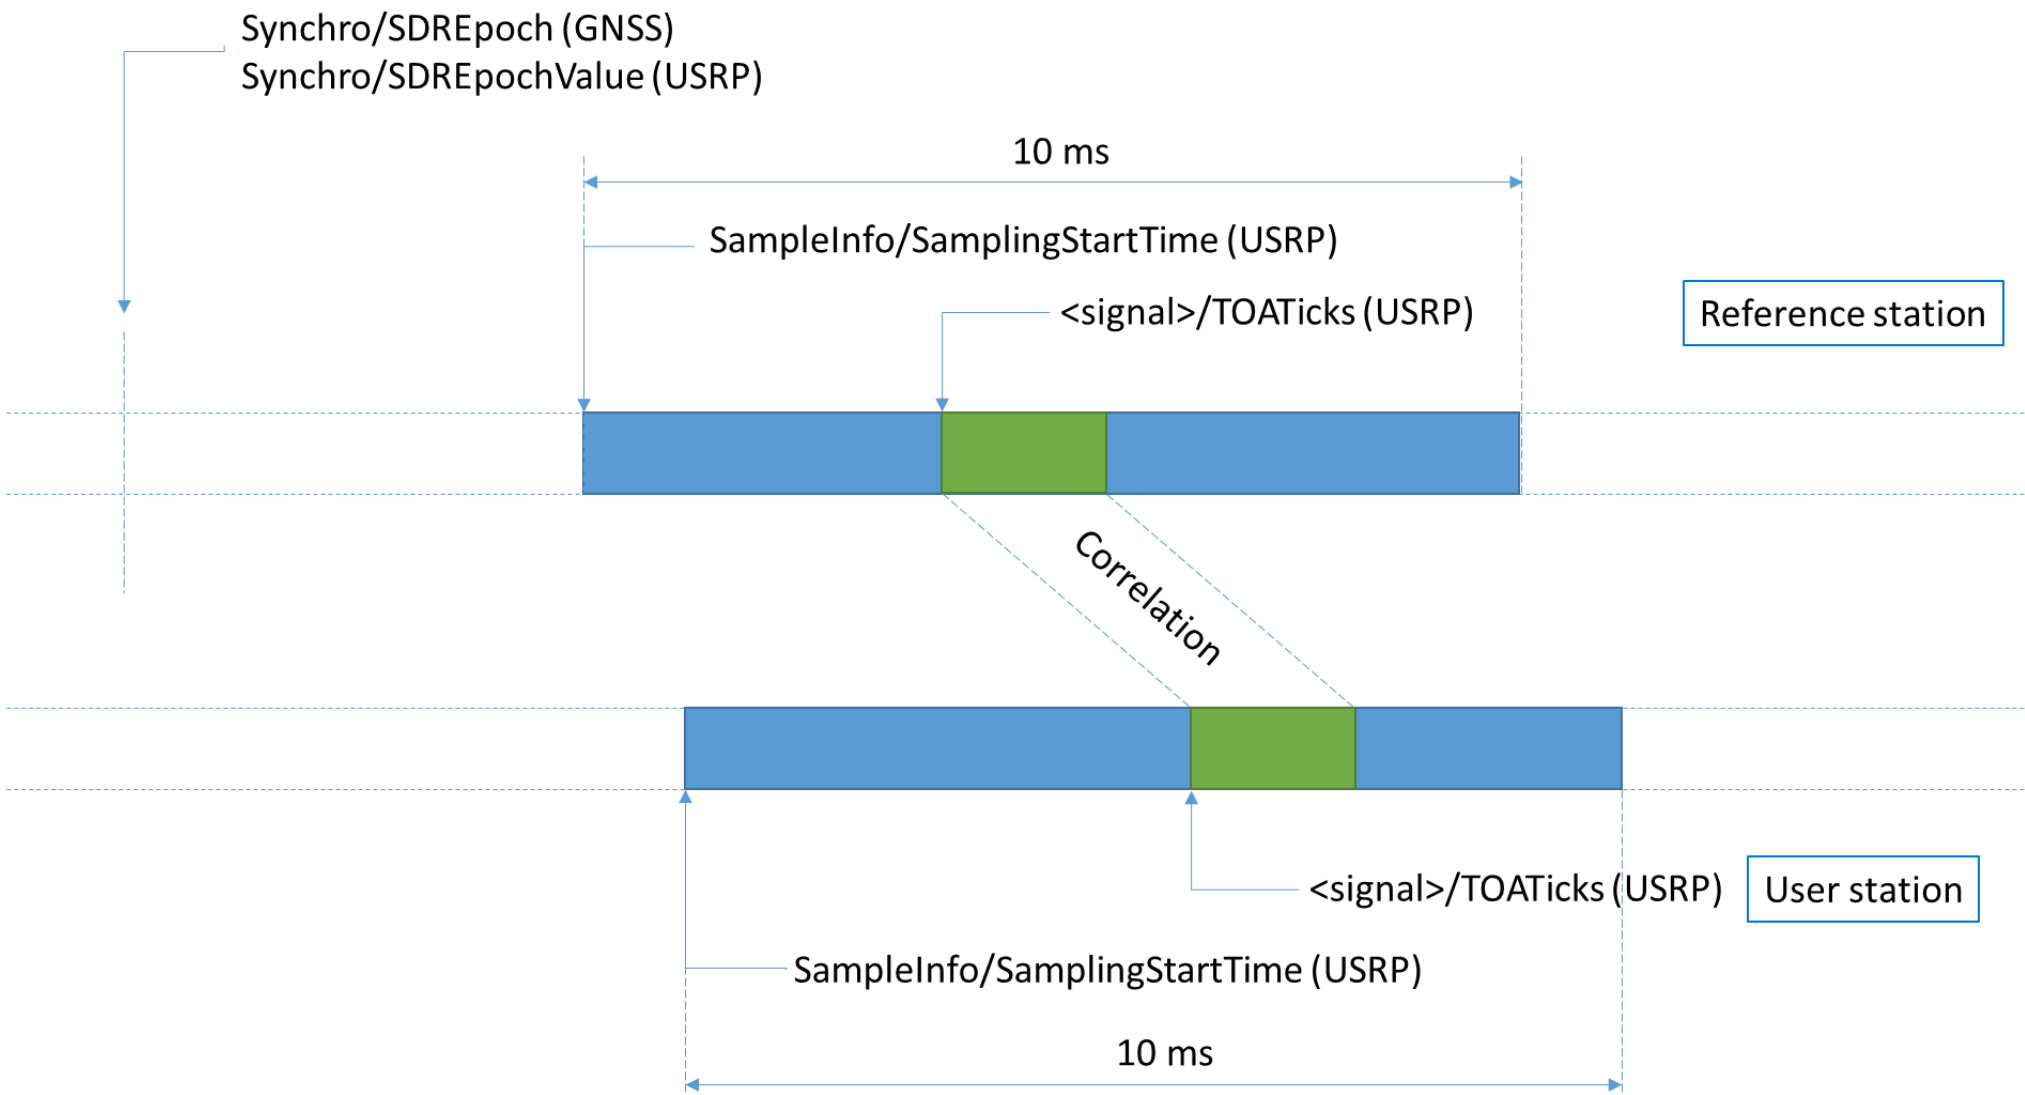 Synchro/SDREpoch (GNSS)
Synchro/SDREpochValue (USRP)
10 ms
SampleInfo/SamplingStartTime (USRP)
<signal>/TOATicks (USRP)
Reference station
Correlation
<signal>/TOATicks (USRP)
User station
SampleInfo/SamplingStartTime (USRP)
10 ms